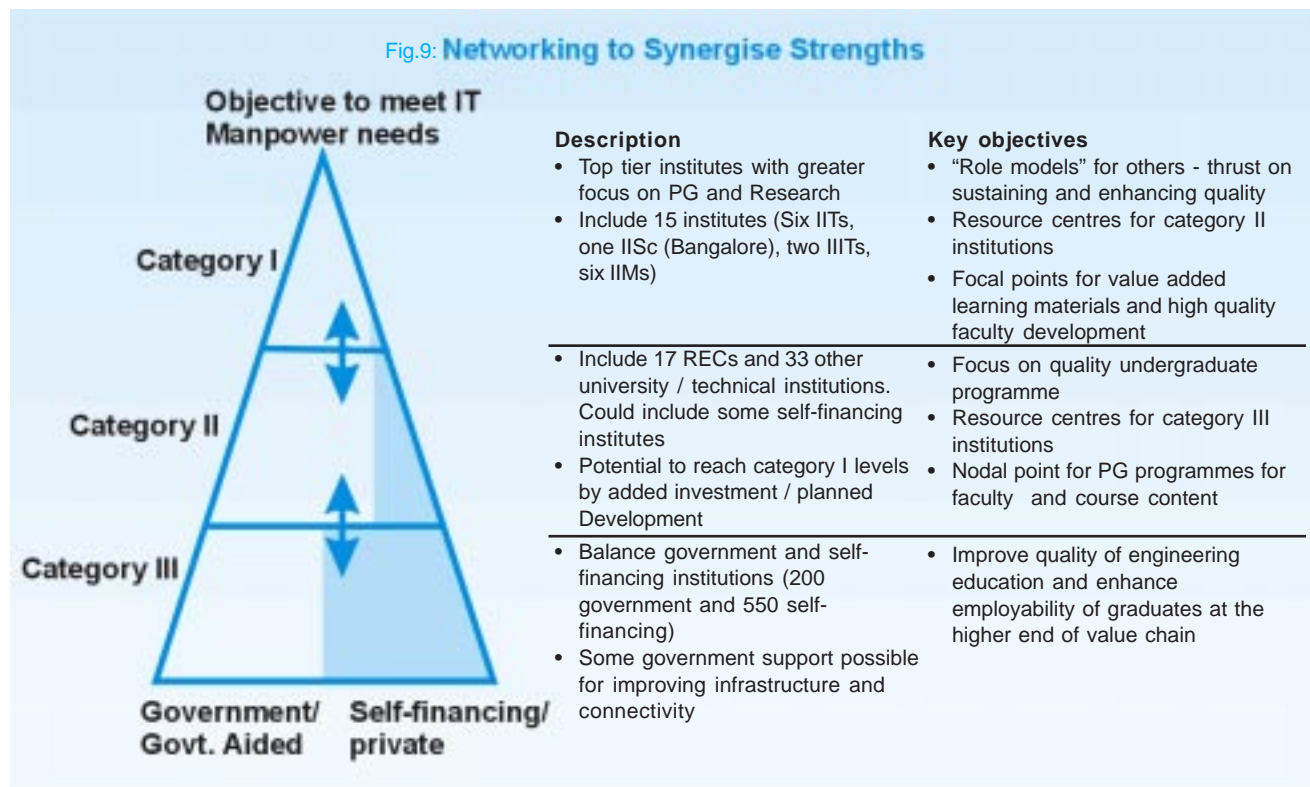 Fig.9: Networking to Synergise Strengths
Objective to meet IT
Manpower needs
Category I
Category II
Category III
Government/
Govt. Aided
Self-financing/
private
Description
• Top tier institutes with greater
focus on PG and Research
• Include 15 institutes (Six IITs,
one IISc (Bangalore), two IIITs,
six IIMs)
Key objectives
• “Role models” for others - thrust on
sustaining and enhancing quality
• Resource centres for category II
institutions
• Focal points for value added
learning materials and high quality
faculty development
• Include 17 RECs and 33 other
university / technical institutions.
Could include some self-financing
institutes
• Potential to reach category I levels
by added investment / planned
Development
• Focus on quality undergraduate
programme
• Resource centres for category III
institutions
• Nodal point for PG programmes for
faculty and course content
• Balance government and self-
financing institutions (200
government and 550 self-
financing)
• Some government support possible
for improving infrastructure and
connectivity
• Improve quality of engineering
education and enhance
employability of graduates at the
higher end of value chain